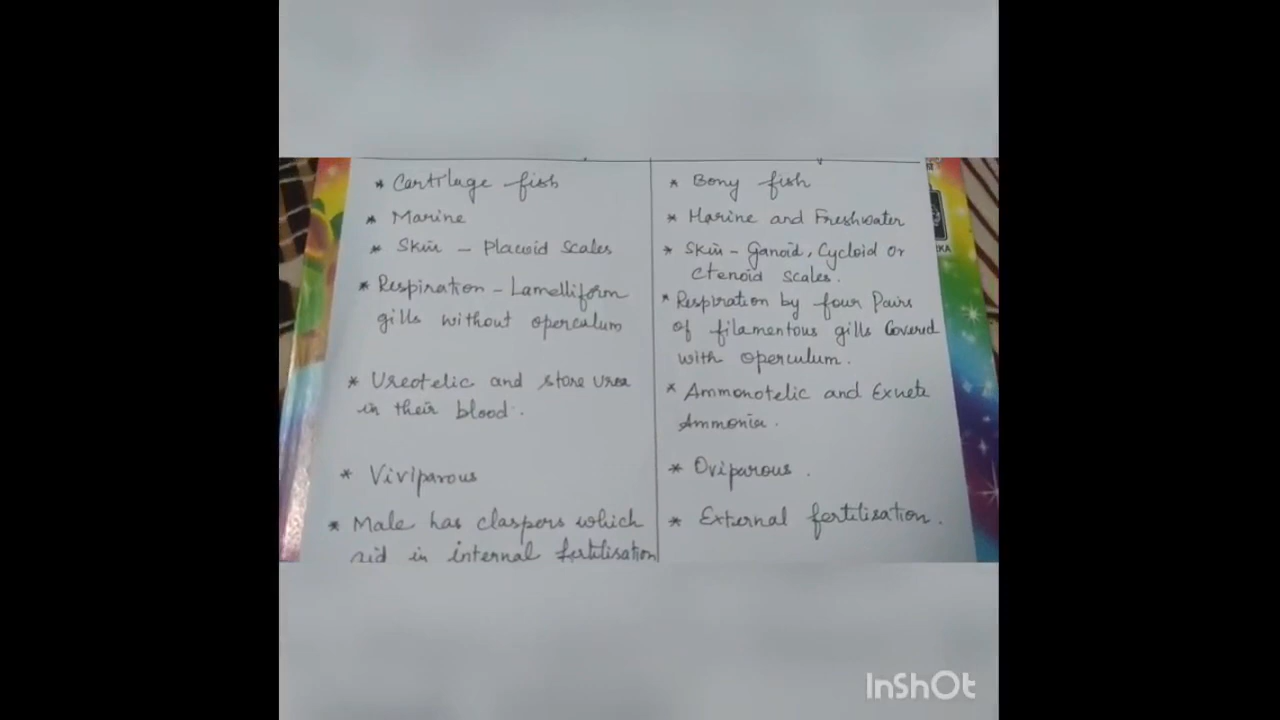 * Cartilage fish
* Marine
* Skin - Placoid scales
* Respiration - Lamelliform
gills without operculum
* Ureotelic and store urea
in their blood.
* Viviparous
* Male has claspers which
aid in internal fertilisation
* Bony fish
* Marine and Freshwater
* Skin - Ganoid, Cycloid or
Ctenoid scales.
* Respiration by four Pairs
of filamentous gills Covered
with operculum.
* Ammonotelic and Exuete
Ammonia.
* Oviparous.
* External fertilisation.
InShOt